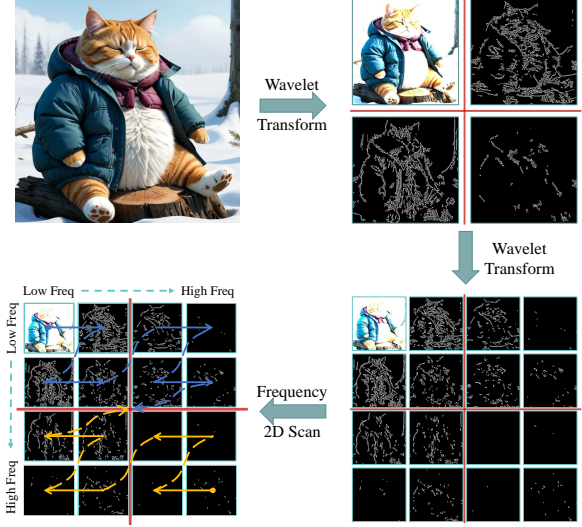 Wavelet
Transform
Wavelet
Transform
Low Freq
High Freq
Low Freq
High Freq
Frequency
2D Scan